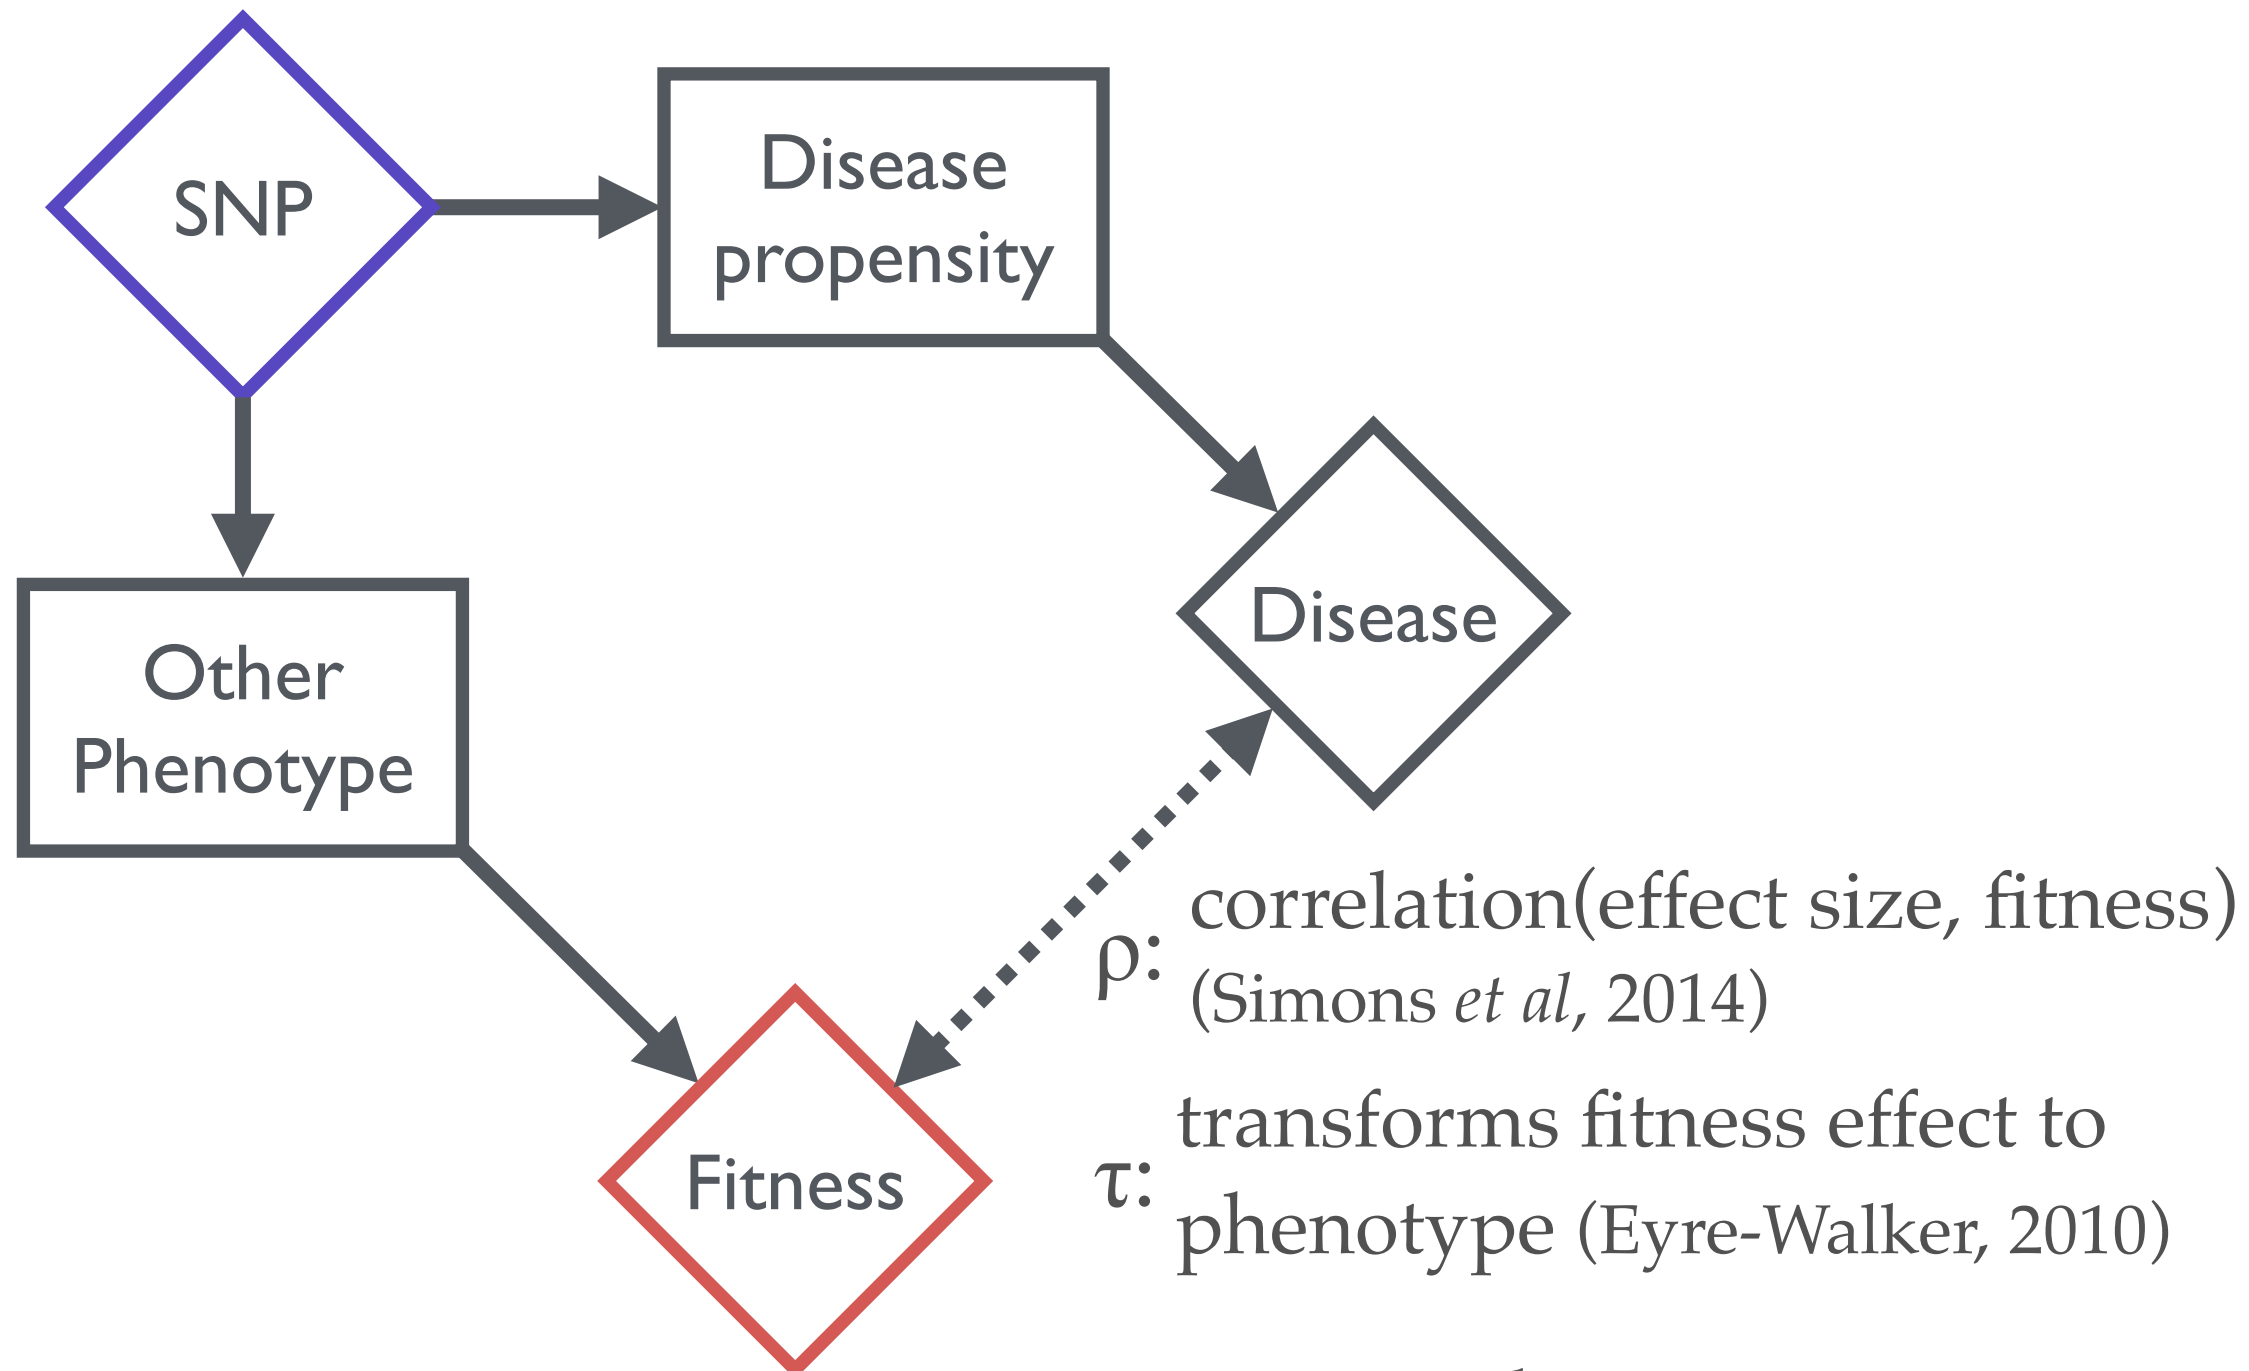 SNP
Disease
propensity
Other
Phenotype
Disease
Fitness
ρ: correlation(effect size, fitness)
(Simons et al, 2014)
τ: transforms fitness effect to
phenotype (Eyre-Walker, 2010)